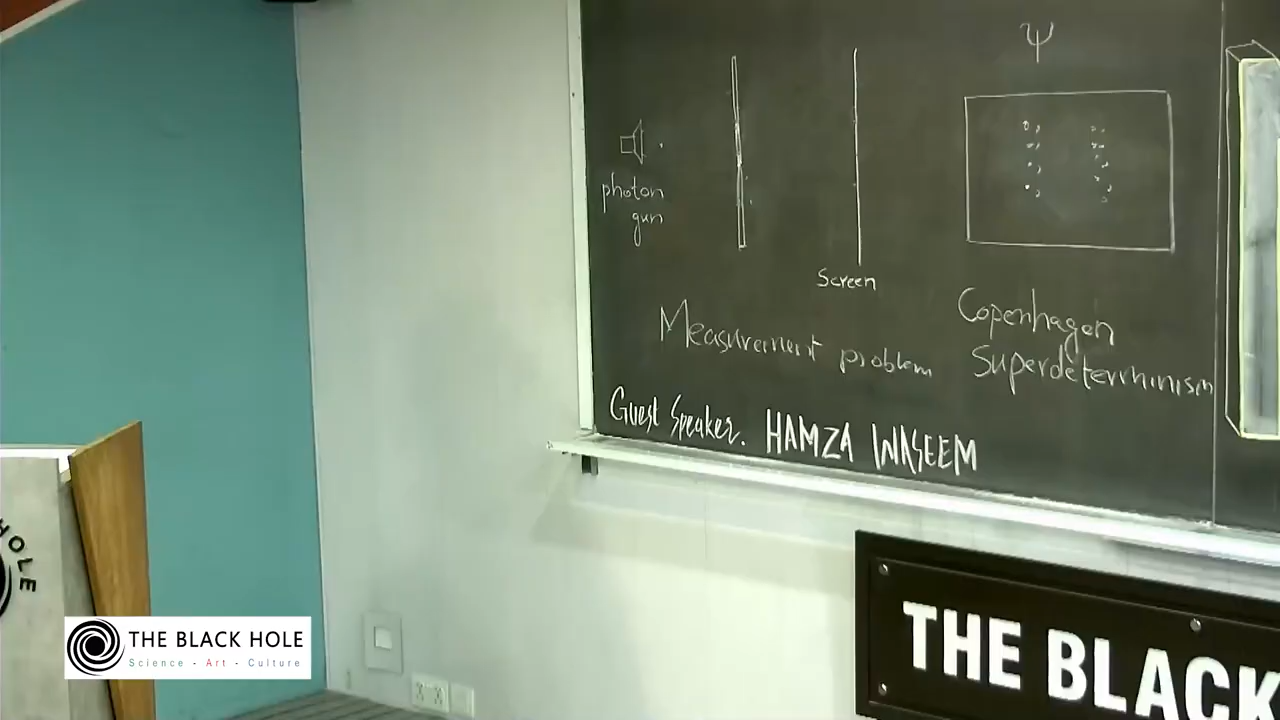 Ψ
photon
gun
Screen
Measurement problem
Copenhagen
Superdeterminism
Guest Speaker. HAMZA WASEEM
HOLE
THE BLACK HOLE
Science - Art - Culture
THE BLACK